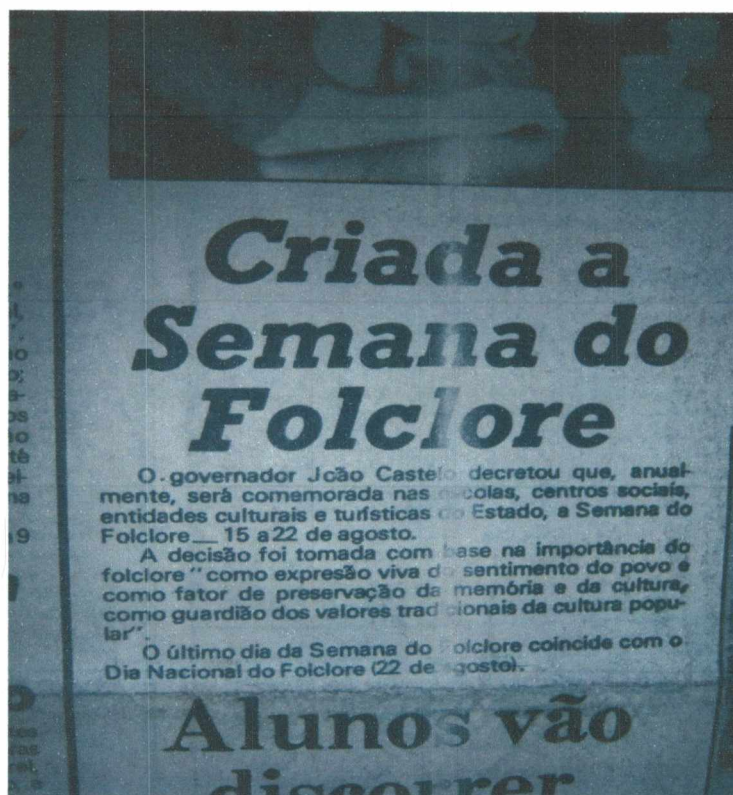 Criada a
Semana do
Folclore
O governador João Castelo decretou que, anual-
mente, será comemorada nas escolas, centros sociais,
entidades culturais e turísticas do Estado, a Semana do
Folclore __ 15 a 22 de agosto.
A decisão foi tomada com base na importância do
folclore "como expresão viva do sentimento do povo e
como fator de preservação da memória e da cultura,
como guardião dos valores tradicionais da cultura popu-
lar".
O último dia da Semana do Folclore coincide com o
Dia Nacional do Folclore (22 de agosto).
Alunos vão
discorrer